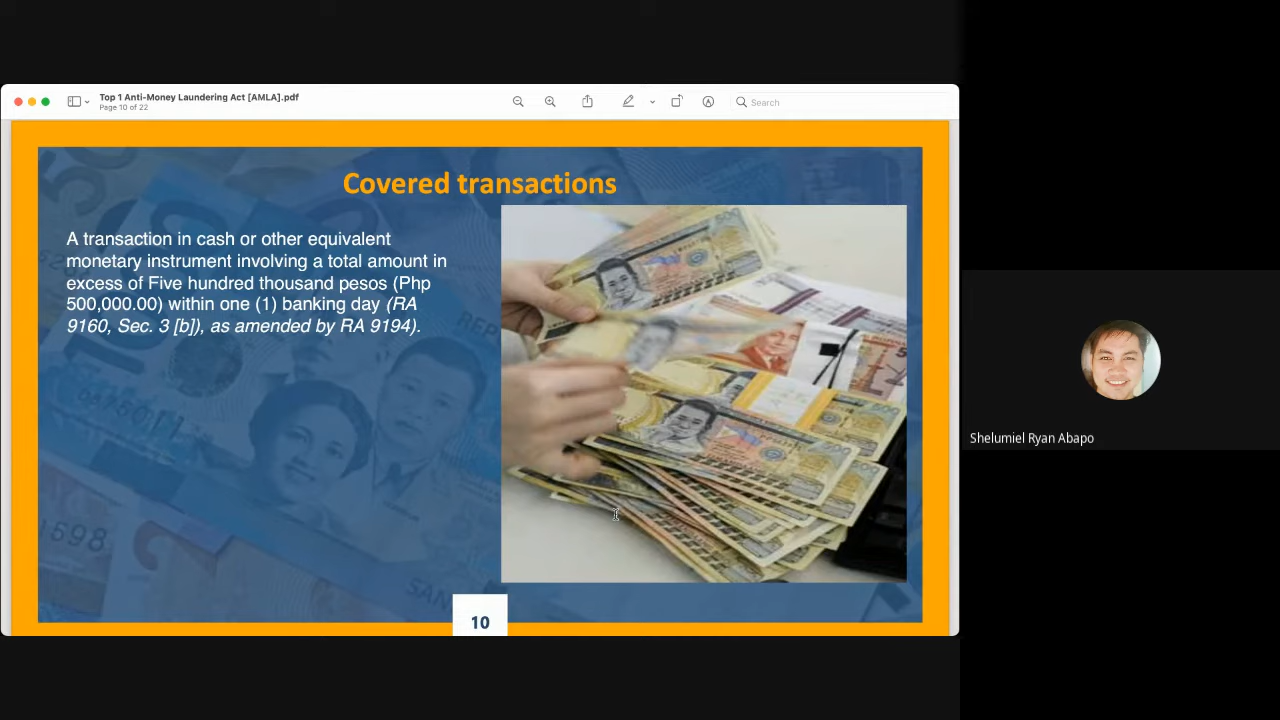 Top 1 Anti-Money Laundering Act [AMLA].pdf
Page 10 of 22
Search
Covered transactions
A transaction in cash or other equivalent
monetary instrument involving a total amount in
excess of Five hundred thousand pesos (Php
500,000.00) within one (1) banking day (RA
9160, Sec. 3 [b]), as amended by RA 9194).
10
Shelumiel Ryan Abapo